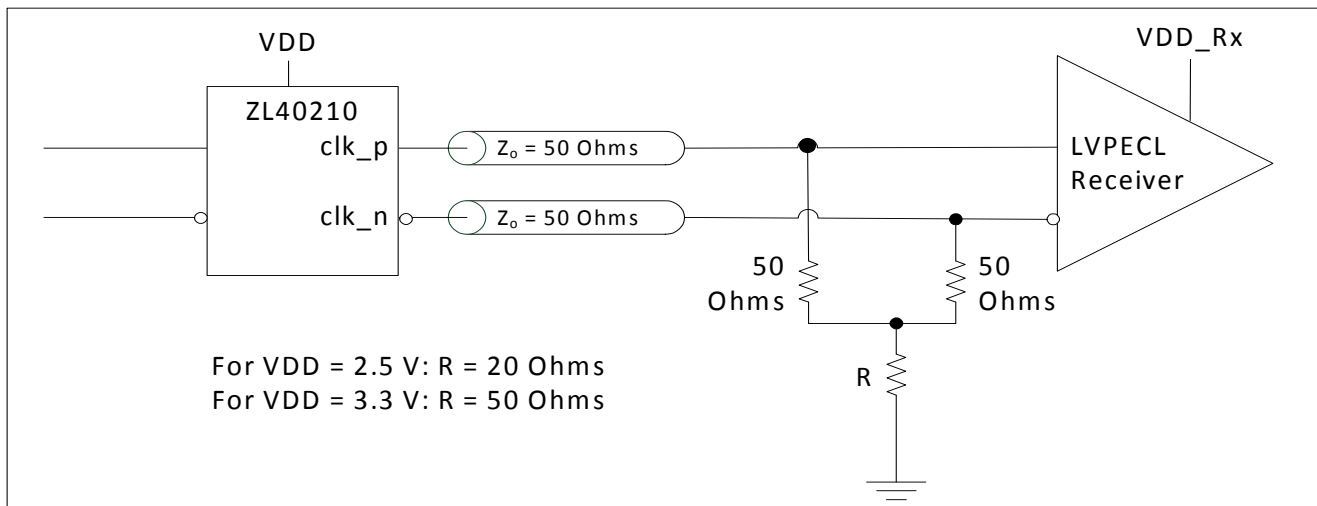 VDD
VDD_Rx
ZL40210
clk_p
Zo = 50 Ohms
LVPECL
Receiver
clk_n
Zo = 50 Ohms
50
Ohms
50
Ohms
For VDD = 2.5 V: R = 20 Ohms
For VDD = 3.3 V: R = 50 Ohms
R